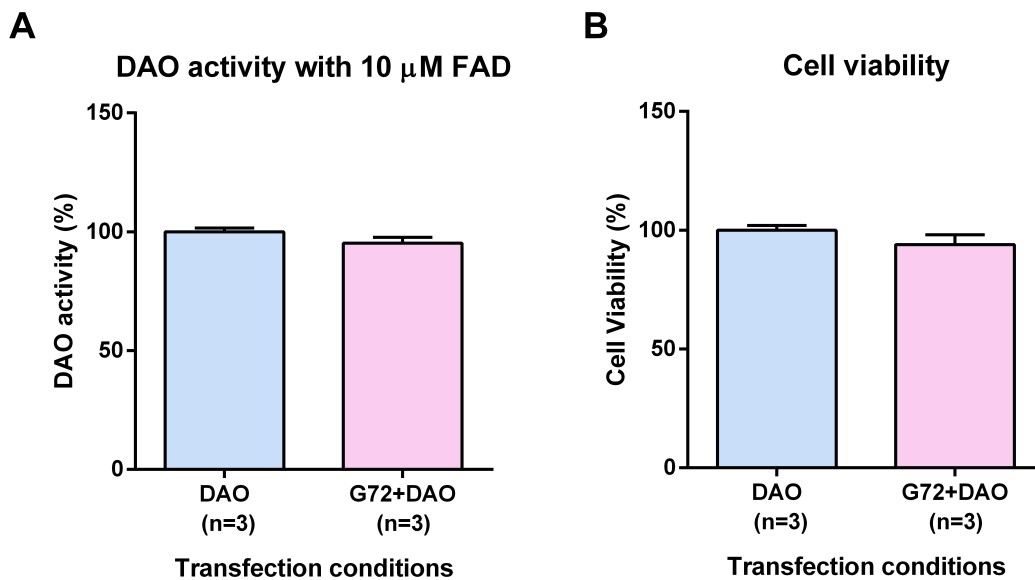 A
DAO activity with 10 μM FAD
150
100
50
0
DAO activity (%)
DAO
(n=3)
G72+DAO
(n=3)
Transfection conditions
B
Cell viability
150
100
50
0
Cell Viability (%)
DAO
(n=3)
G72+DAO
(n=3)
Transfection conditions